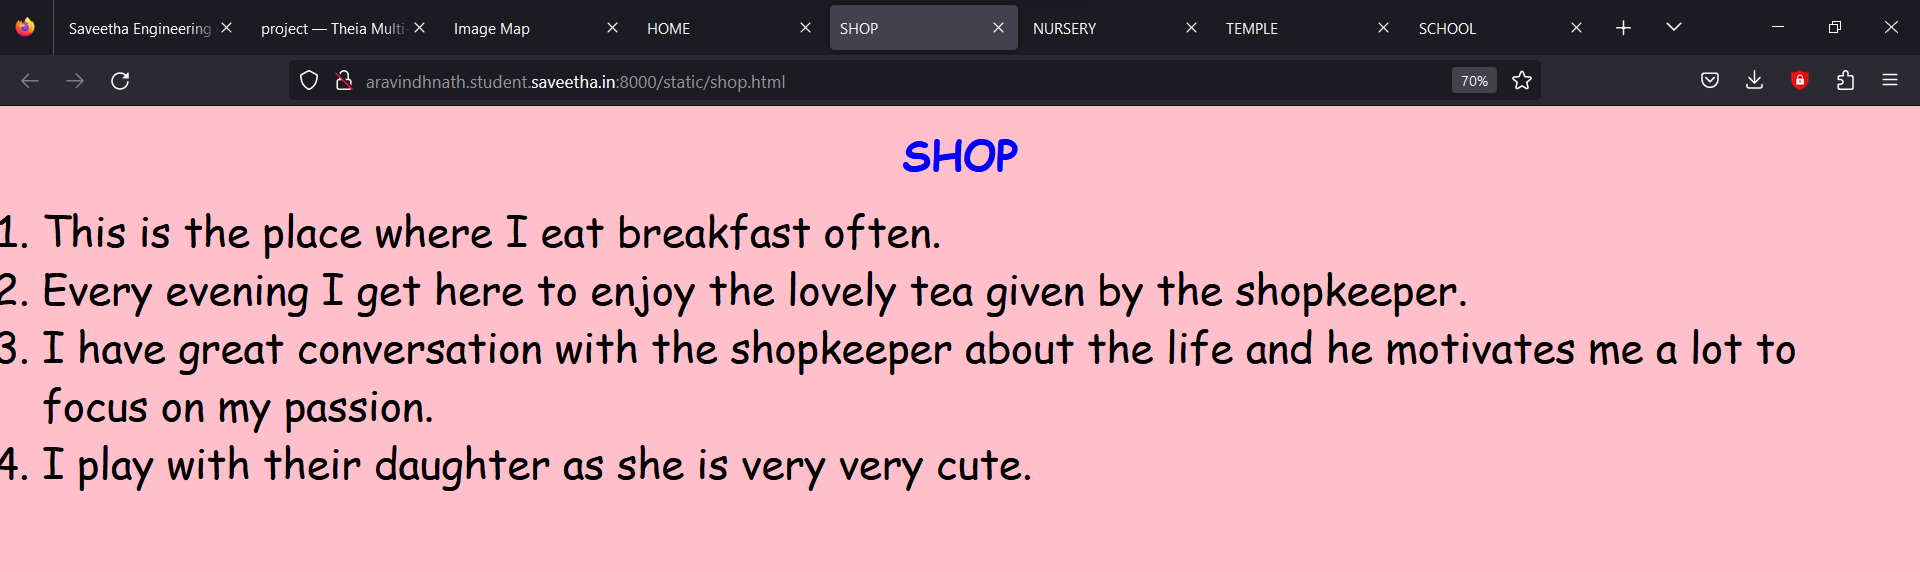 Saveetha Engineering
project — Theia Multi-
Image Map
HOME
SHOP
NURSERY
TEMPLE
SCHOOL
aravindhnath.student.saveetha.in:8000/static/shop.html
70%
SHOP
1. This is the place where I eat breakfast often.
2. Every evening I get here to enjoy the lovely tea given by the shopkeeper.
3. I have great conversation with the shopkeeper about the life and he motivates me a lot to
focus on my passion.
4. I play with their daughter as she is very very cute.